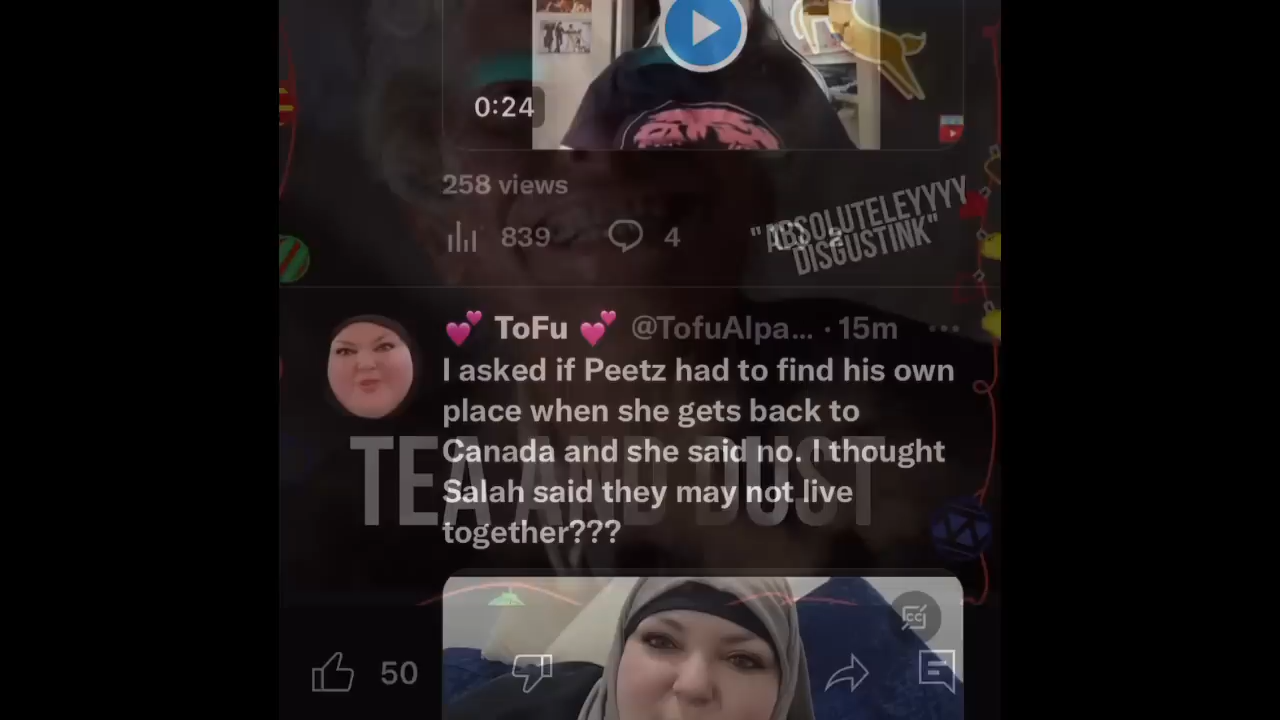 0:24
258 views
839 4 2
"ABSOLUTELEYYYY
DISGUSTINK"
💕 ToFu 💕 @TofuAlpa... · 15m
I asked if Peetz had to find his own
place when she gets back to
Canada and she said no. I thought
Salah said they may not live
together???
TEA AND DUST
CC
50